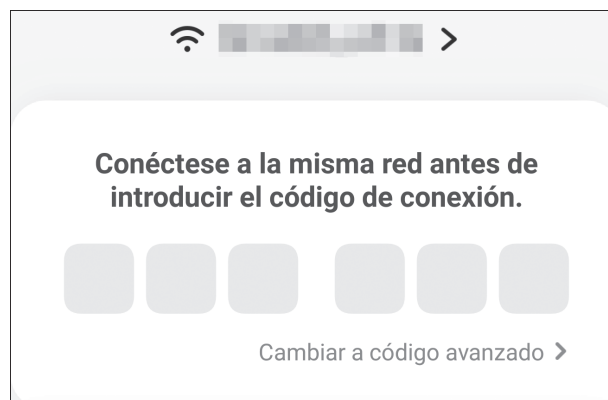 Conéctese a la misma red antes de
introducir el código de conexión.
Cambiar a código avanzado